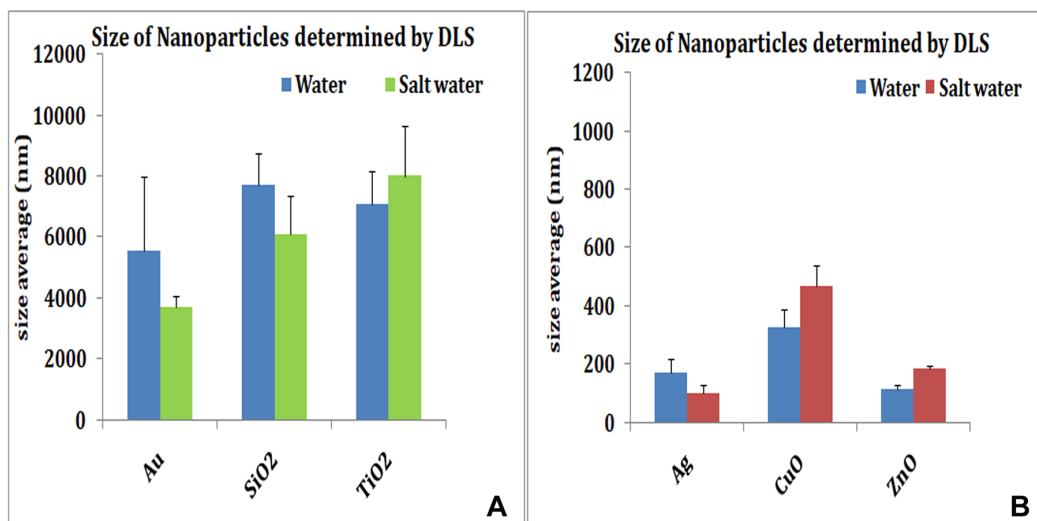 Size of Nanoparticles determined by DLS
12000
10000
8000
6000
4000
2000
0
size average (nm)
Water
Salt water
Au
SiO2
TiO2
A
Size of Nanoparticles determined by DLS
1200
1000
800
600
400
200
0
size average (nm)
Water
Salt water
Ag
CuO
ZnO
B